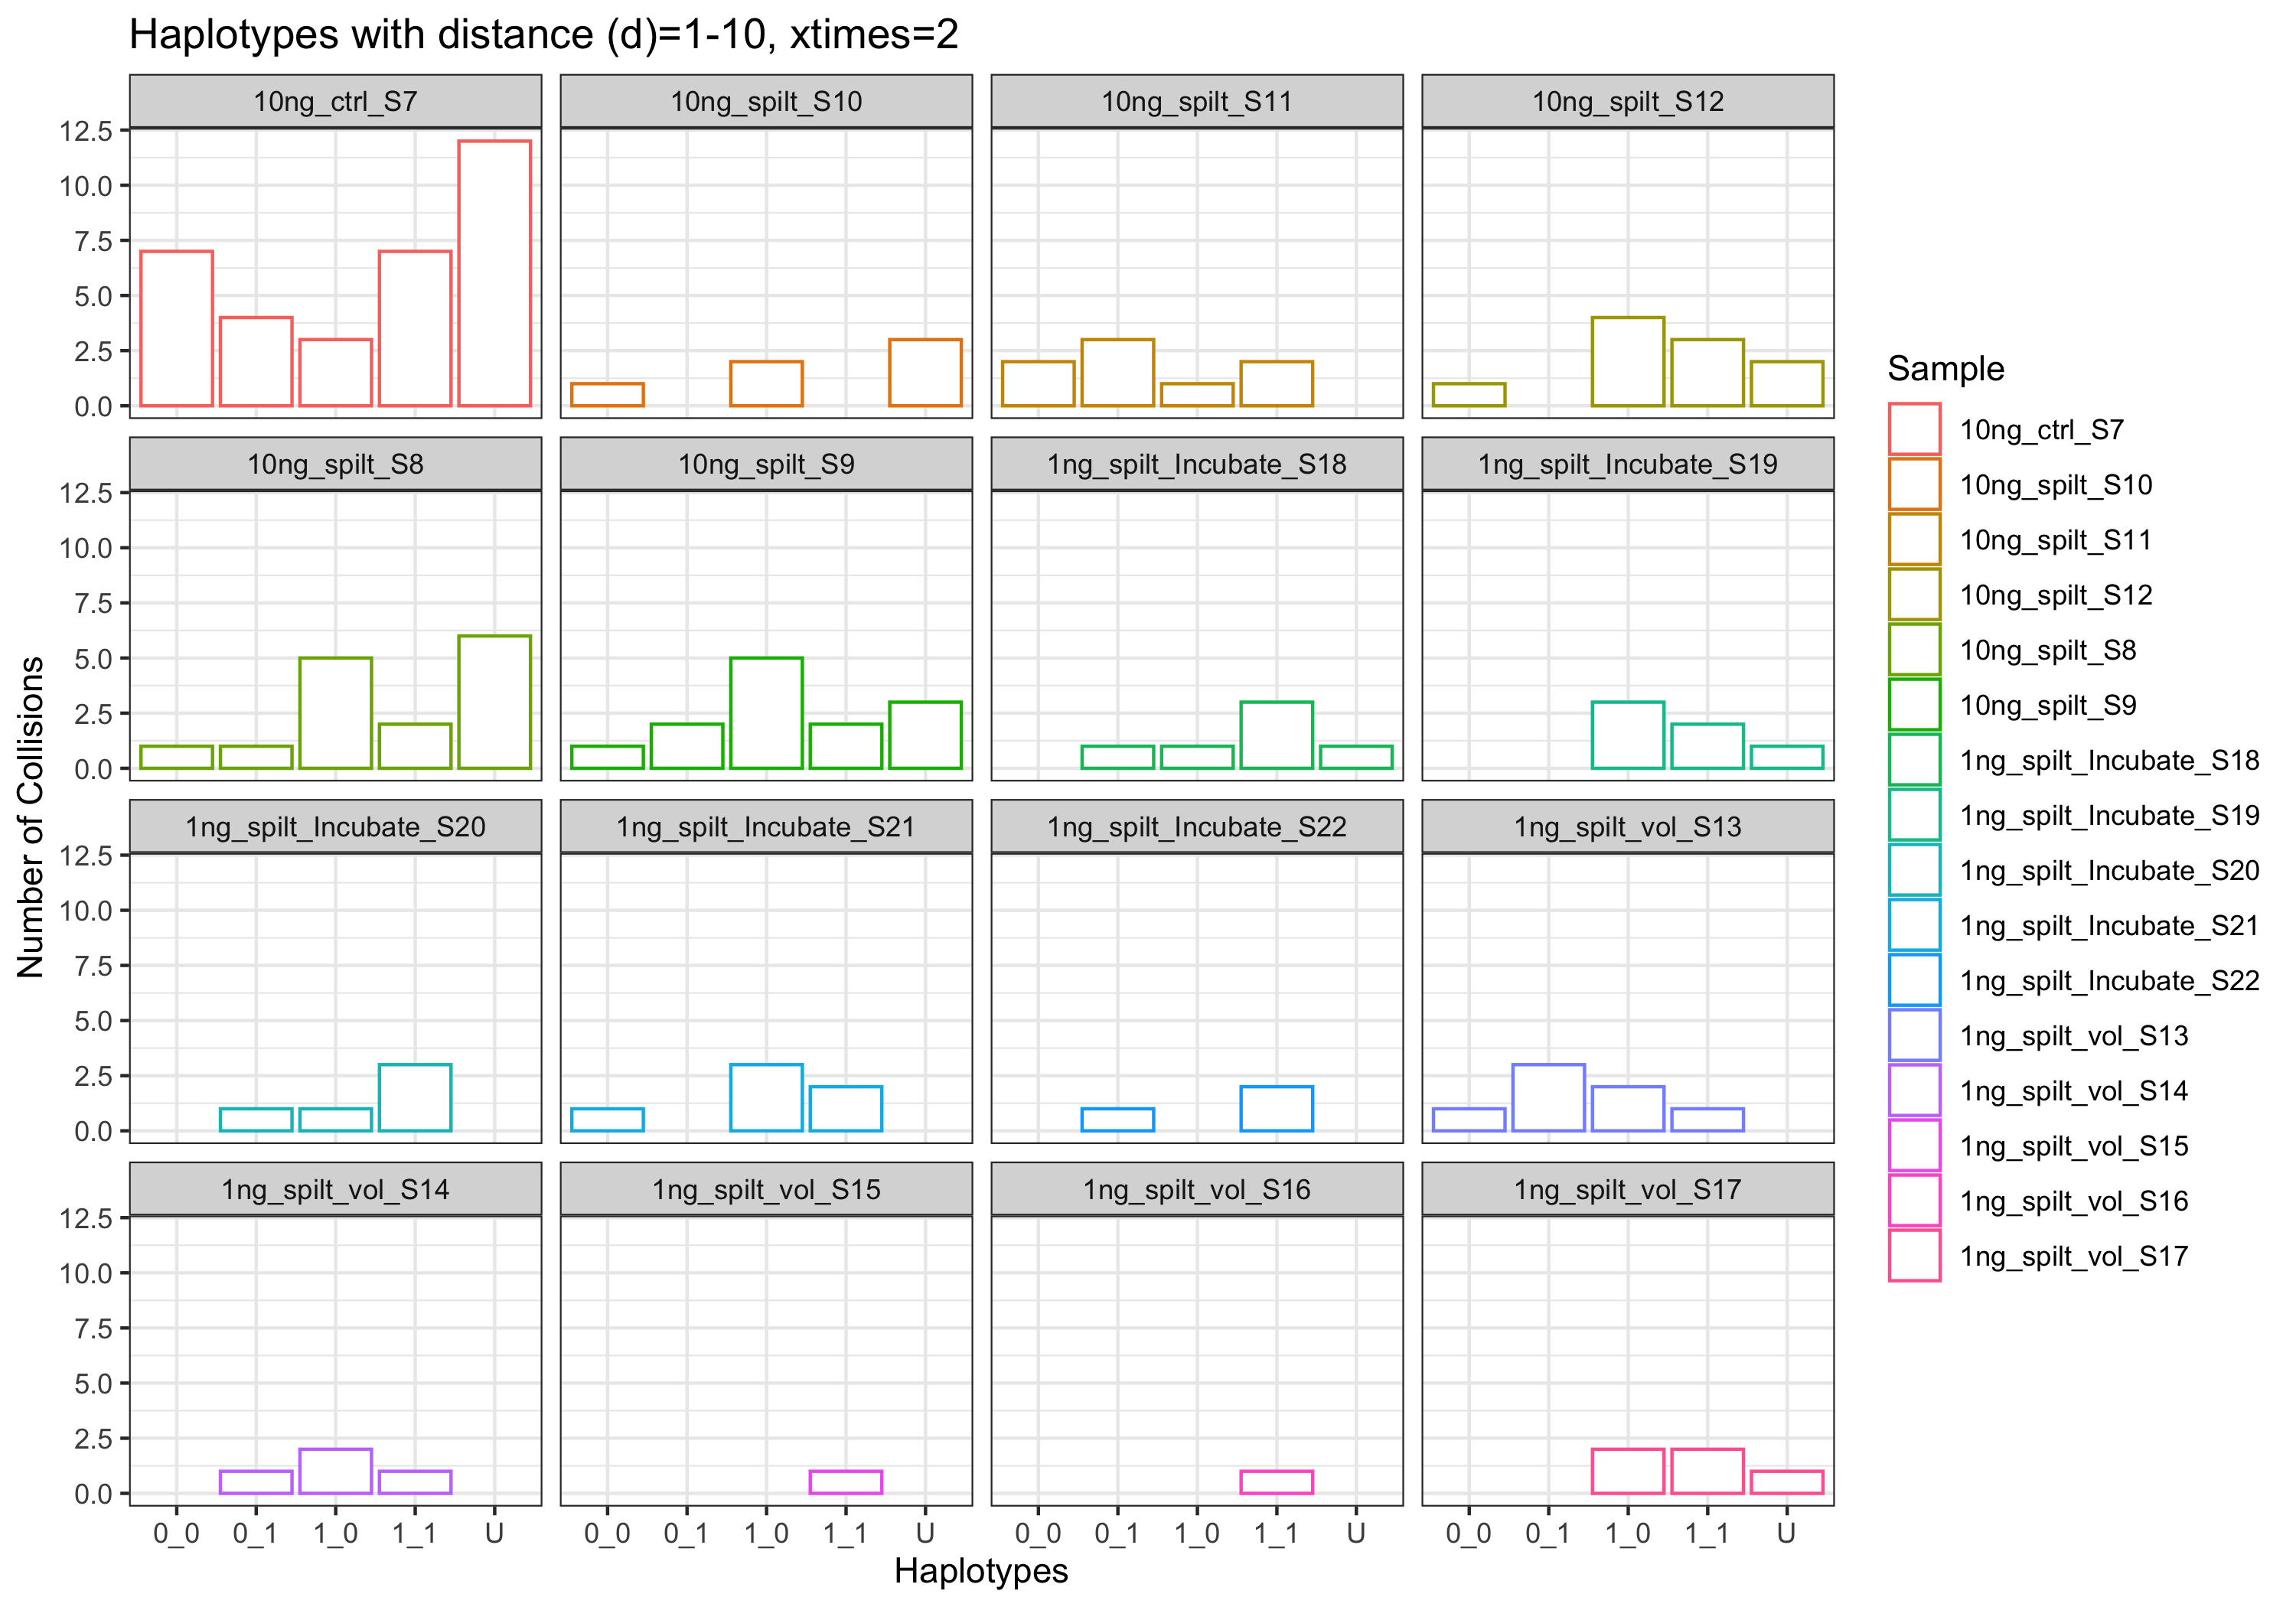 Haplotypes with distance (d)=1-10, xtimes=2
10ng_ctrl_S7 10ng_spilt_S10 10ng_spilt_S11 10ng_spilt_S12
12.5
10.0
7.5
5.0
2.5
0.0
10ng_spilt_S8 10ng_spilt_S9 1ng_spilt_Incubate_S18 1ng_spilt_Incubate_S19
12.5
10.0
7.5
5.0
2.5
0.0
1ng_spilt_Incubate_S20 1ng_spilt_Incubate_S21 1ng_spilt_Incubate_S22 1ng_spilt_vol_S13
12.5
10.0
7.5
5.0
2.5
0.0
1ng_spilt_vol_S14 1ng_spilt_vol_S15 1ng_spilt_vol_S16 1ng_spilt_vol_S17
12.5
10.0
7.5
5.0
2.5
0.0
0_0 0_1 1_0 1_1 U 0_0 0_1 1_0 1_1 U 0_0 0_1 1_0 1_1 U 0_0 0_1 1_0 1_1 U
Haplotypes
Number of Collisions
Sample
10ng_ctrl_S7
10ng_spilt_S10
10ng_spilt_S11
10ng_spilt_S12
10ng_spilt_S8
10ng_spilt_S9
1ng_spilt_Incubate_S18
1ng_spilt_Incubate_S19
1ng_spilt_Incubate_S20
1ng_spilt_Incubate_S21
1ng_spilt_Incubate_S22
1ng_spilt_vol_S13
1ng_spilt_vol_S14
1ng_spilt_vol_S15
1ng_spilt_vol_S16
1ng_spilt_vol_S17